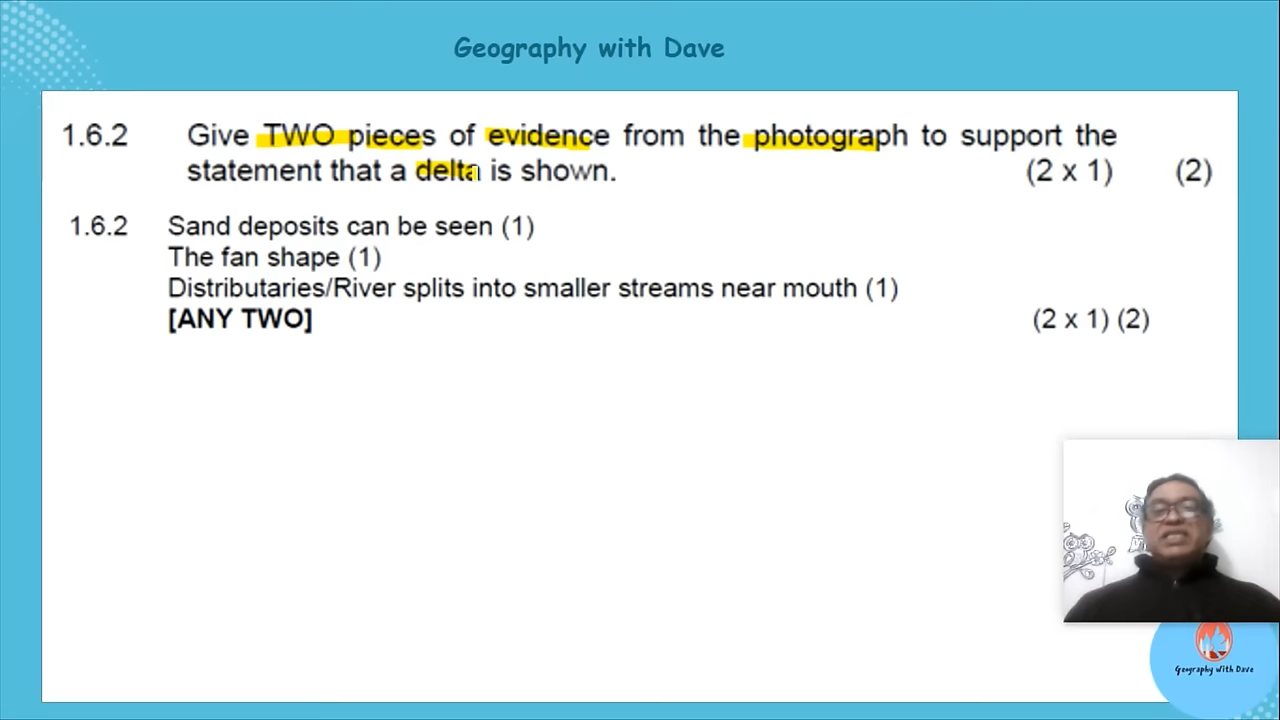 Geography with Dave
1.6.2 Give TWO pieces of evidence from the photograph to support the
statement that a delta is shown. (2 x 1) (2)
1.6.2 Sand deposits can be seen (1)
The fan shape (1)
Distributaries/River splits into smaller streams near mouth (1)
[ANY TWO] (2 x 1) (2)
Geography with Dave